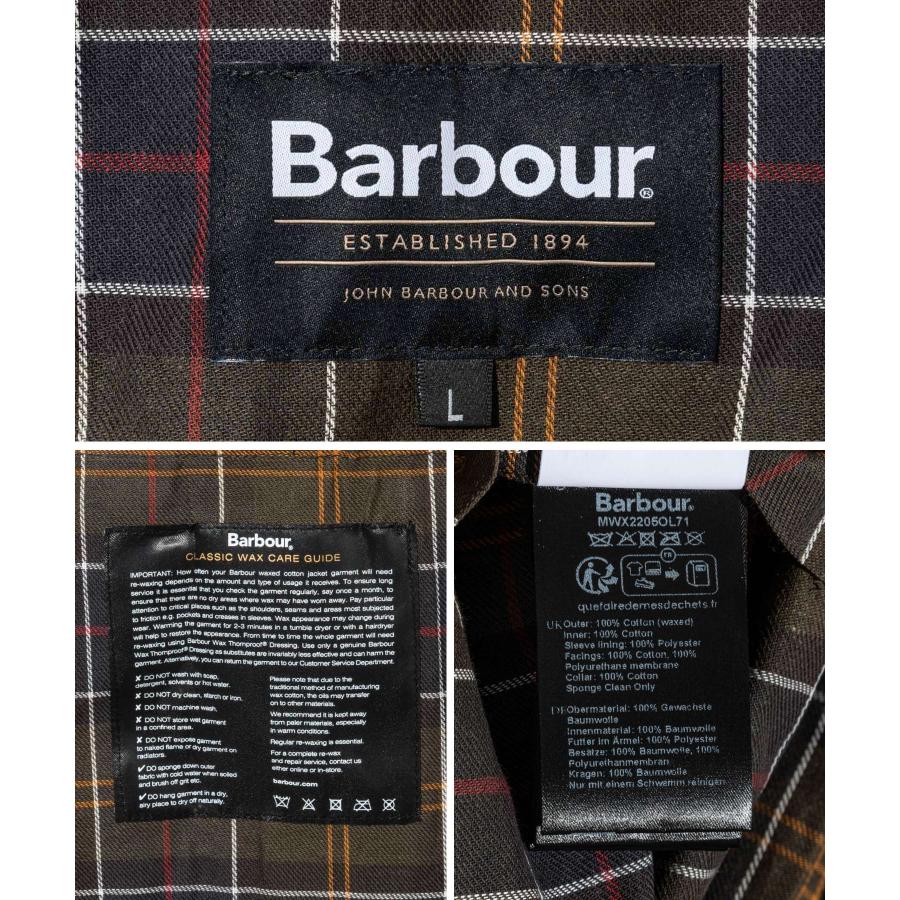 Barbour®
ESTABLISHED 1894
JOHN BARBOUR AND SONS
L
Barbour®
CLASSIC WAX CARE GUIDE
IMPORTANT: How often your Barbour waxed cotton jacket garment will need
re-waxing depends on the amount and type of usage it receives. To ensure long
service it is essential that you check the garment regularly, say once a month, to
ensure that there are no dry areas where wax may have worn away. Pay particular
attention to critical places such as the shoulders, seams and areas most subjected
to friction e.g. pockets and creases in sleeves. Wax appearance may change during
wear. Warming the garment for 2-3 minutes in a tumble dryer or with a hairdryer
will help to restore the appearance. From time to time the whole garment will need
re-waxing using Barbour Wax Thornproof® Dressing. Use only a genuine Barbour
Wax Thornproof® Dressing as substitutes are invariably less effective and can harm the
garment. Alternatively, you can return the garment to our Customer Service Department.
✘ DO NOT wash with soap,
detergent, solvents or hot water.
✘ DO NOT dry clean, starch or iron.
✘ DO NOT machine wash.
✘ DO NOT store wet garment
in a confined area.
✘ DO NOT expose garment
to naked flame or dry garment on
radiators.
✔ DO sponge down outer
fabric with cold water when soiled
and brush off grit etc.
✔ DO hang garment in a dry,
airy place to dry off naturally.
Please note that due to the
traditional method of manufacturing
wax cotton, the oils may transfer
on to other materials.
We recommend it is kept away
from paler materials, especially
in warm conditions.
Regular re-waxing is essential.
For a complete re-wax
and repair service, contact us
either online or in-store.
barbour.com
Barbour®
MWX2205OL71
FR
quefairedemesdechets.fr
UK Outer: 100% Cotton (waxed)
Inner: 100% Cotton
Sleeve lining: 100% Polyester
Facings: 100% Cotton, 100%
Polyurethane membrane
Collar: 100% Cotton
Sponge Clean Only
DE Obermaterial: 100% Gewachste
Baumwolle
Innenmaterial: 100% Baumwolle
Futter im Ärmel: 100% Polyester
Besätze: 100% Baumwolle, 100%
Polyurethanmembran
Kragen: 100% Baumwolle
Nur mit einem Schwamm reinigen